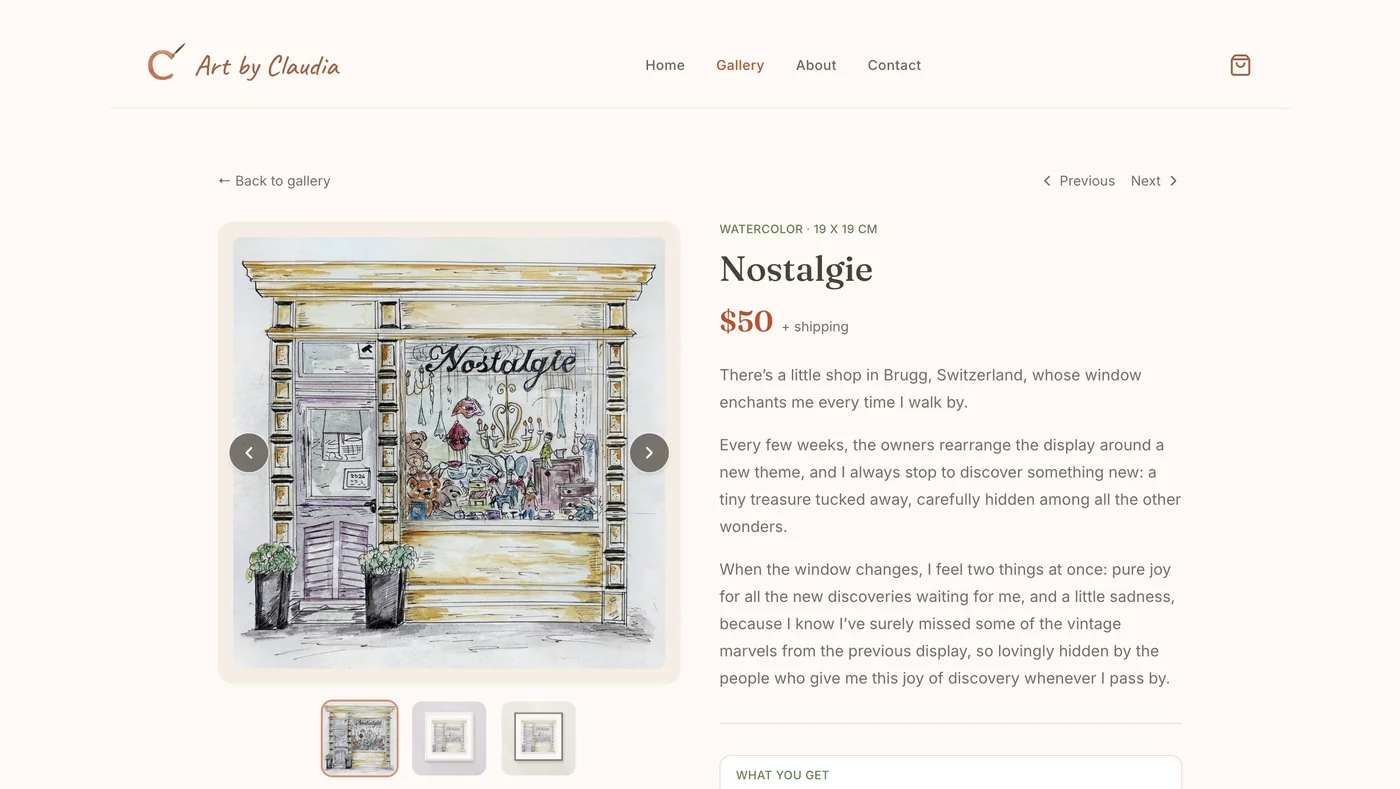 Art by Claudia
Home
Gallery
About
Contact
← Back to gallery
Previous
Next
WATERCOLOR · 19 X 19 CM
Nostalgie
$50 + shipping
Nostalgie
There’s a little shop in Brugg, Switzerland, whose window
enchants me every time I walk by.
Every few weeks, the owners rearrange the display around a
new theme, and I always stop to discover something new: a
tiny treasure tucked away, carefully hidden among all the other
wonders.
When the window changes, I feel two things at once: pure joy
for all the new discoveries waiting for me, and a little sadness,
because I know I’ve surely missed some of the vintage
marvels from the previous display, so lovingly hidden by the
people who give me this joy of discovery whenever I pass by.
WHAT YOU GET